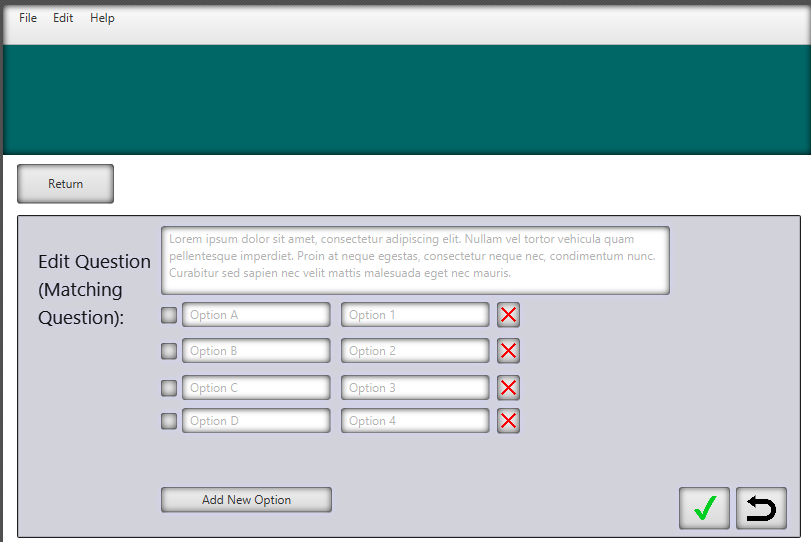 File Edit Help
Return
Edit Question
(Matching
Question):
Lorem ipsum dolor sit amet, consectetur adipiscing elit. Nullam vel tortor vehicula quam
pellentesque imperdiet. Proin at neque egestas, consectetur neque nec, condimentum nunc.
Curabitur sed sapien nec velit mattis malesuada eget nec mauris.
Option A Option 1
Option B Option 2
Option C Option 3
Option D Option 4
Add New Option